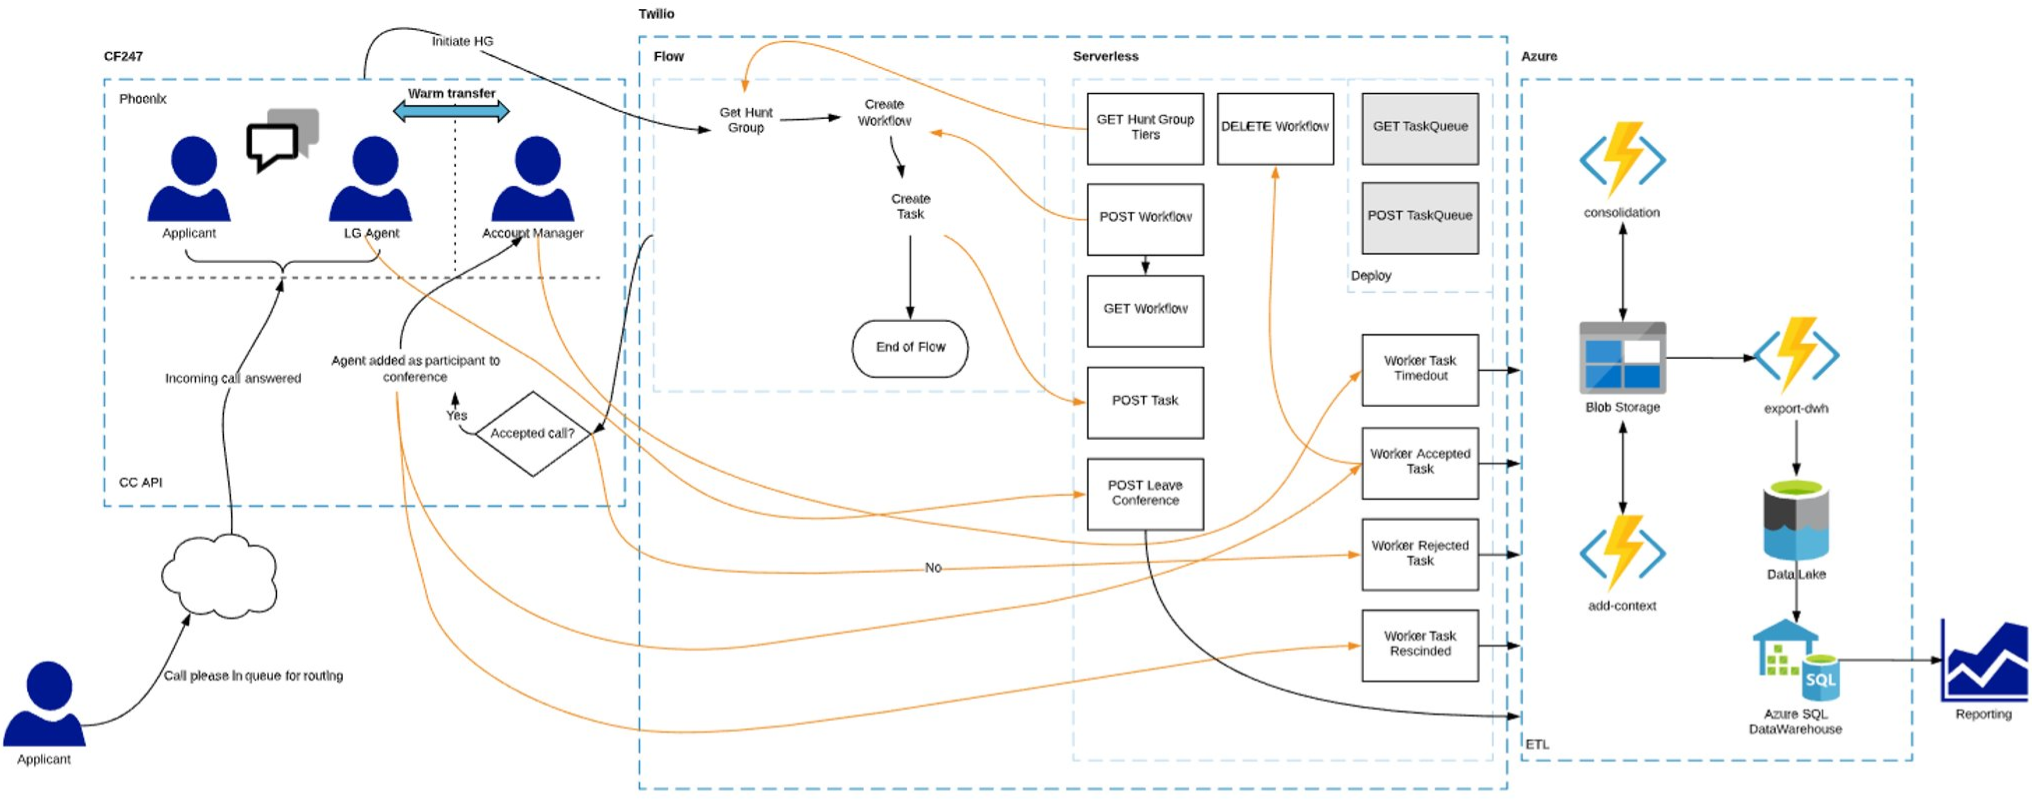 Twilio
Initiate HG
CF247
Flow
Serverless
Azure
Phoenix
Warm transfer
Get Hunt
Group
Create
Workflow
GET Hunt Group
Tiers
DELETE Workflow
GET TaskQueue
POST Workflow
POST TaskQueue
Create
Task
consolidation
Applicant
LG Agent
Account Manager
Deploy
GET Workflow
End of Flow
Agent added as participant to
conference
Incoming call answered
Worker Task
Timedout
Blob Storage
export-dwh
Yes
Accepted call?
POST Task
Worker Accepted
Task
CC API
POST Leave
Conference
No
Worker Rejected
Task
Data Lake
add-context
Worker Task
Rescinded
Call please in queue for routing
SQL
Azure SQL
DataWarehouse
Reporting
ETL
Applicant